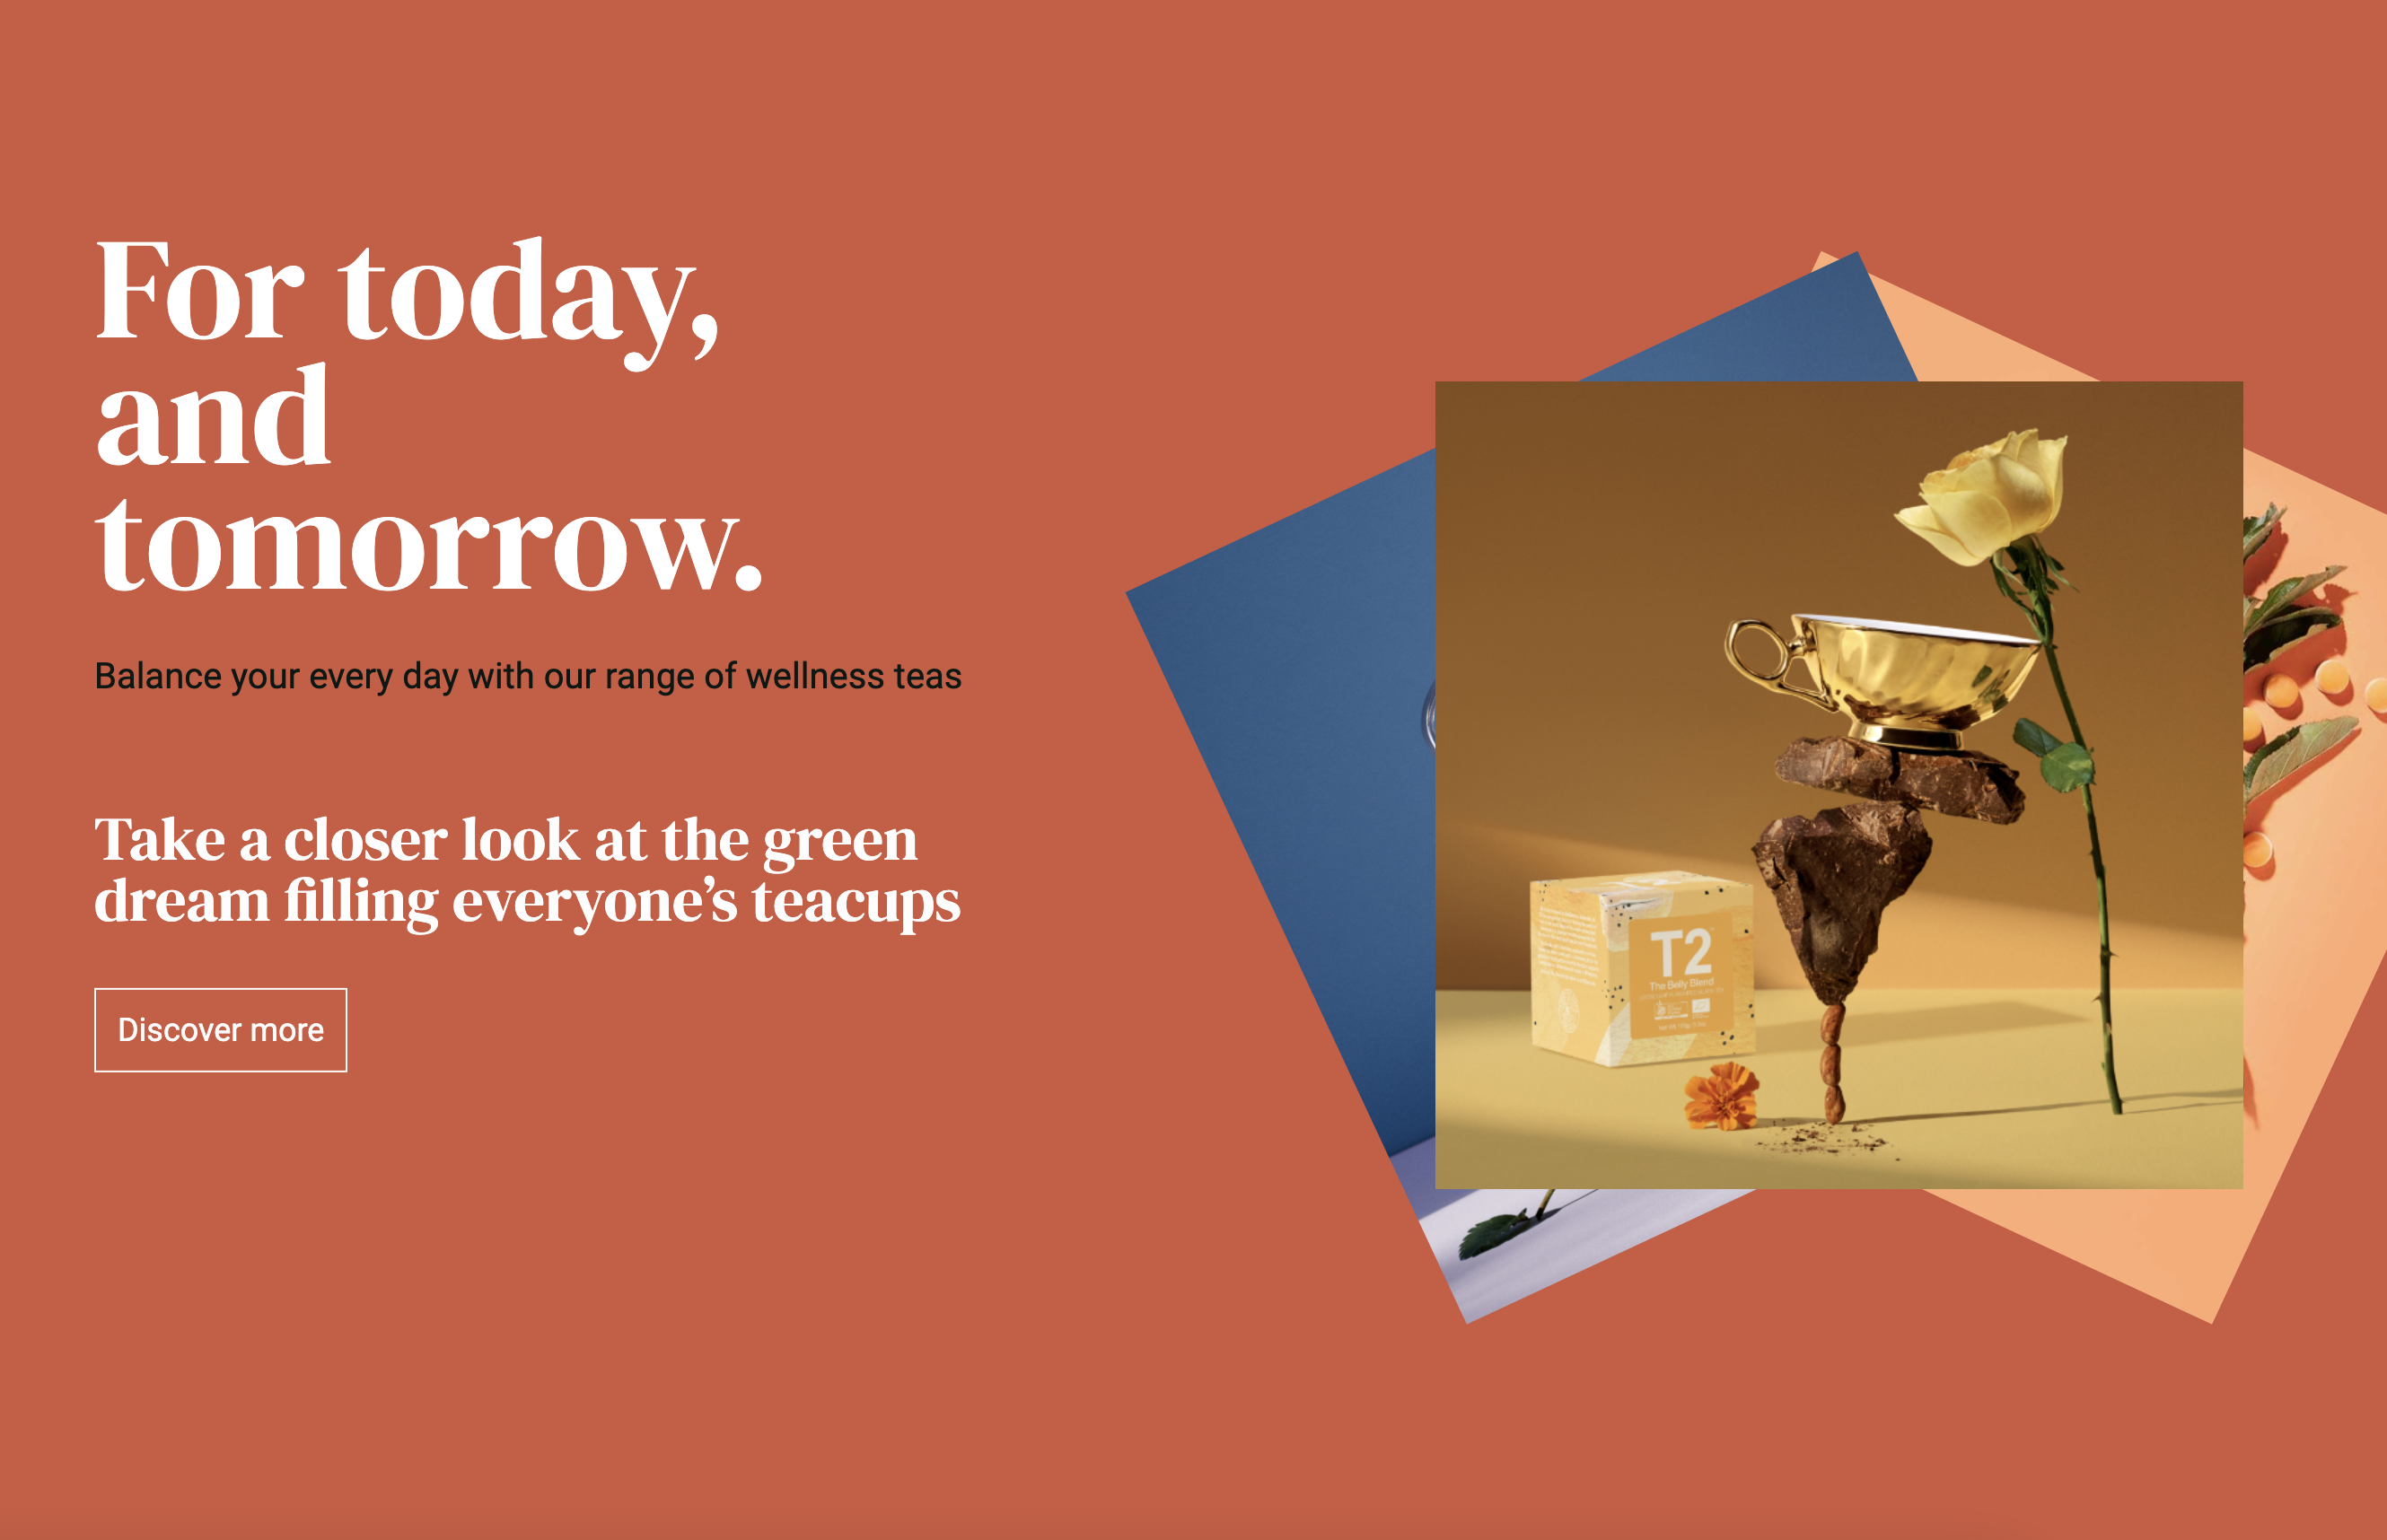 For today,
and
tomorrow.
Balance your every day with our range of wellness teas
Take a closer look at the green
dream filling everyone’s teacups
Discover more
T2
T2
The Belly Blend